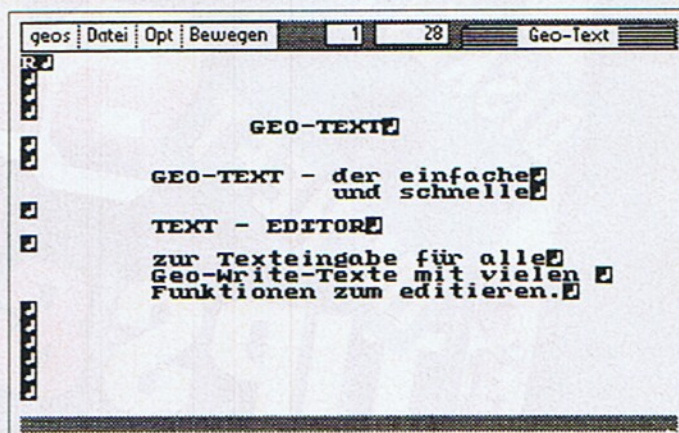 geos Datei Opt Bewegen 1 28 Geo-Text
R
GEO-TEXT
GEO-TEXT - der einfache
und schnelle
TEXT - EDITOR
zur Texteingabe für alle
Geo-Write-Texte mit vielen
Funktionen zum editieren.